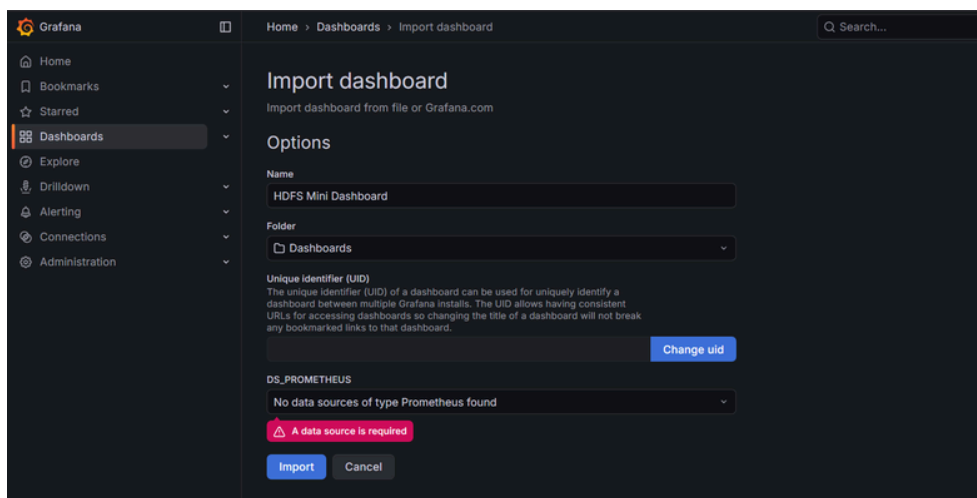 Grafana
Home › Dashboards › Import dashboard
Search...
Home
Bookmarks
Starred
Dashboards
Explore
Drilldown
Alerting
Connections
Administration
Import dashboard
Import dashboard from file or Grafana.com
Options
Name
HDFS Mini Dashboard
Folder
Dashboards
Unique identifier (UID)
The unique identifier (UID) of a dashboard can be used for uniquely identify a
dashboard between multiple Grafana installs. The UID allows having consistent
URLs for accessing dashboards so changing the title of a dashboard will not break
any bookmarked links to that dashboard.
Change uid
DS_PROMETHEUS
No data sources of type Prometheus found
A data source is required
Import
Cancel